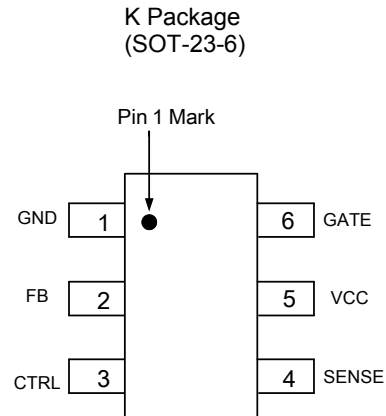 K Package
(SOT-23-6)
Pin 1 Mark
GND 1 6 GATE
FB 2 5 VCC
CTRL 3 4 SENSE